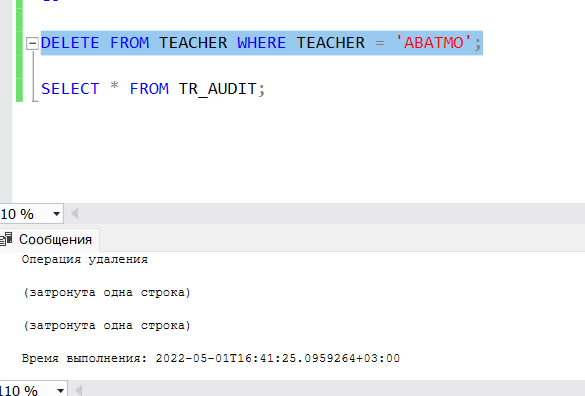 DELETE FROM TEACHER WHERE TEACHER = 'ABATMO';
SELECT * FROM TR_AUDIT;
10 %
Сообщения
Операция удаления
(затронута одна строка)
(затронута одна строка)
Время выполнения: 2022-05-01T16:41:25.0959264+03:00
110 %